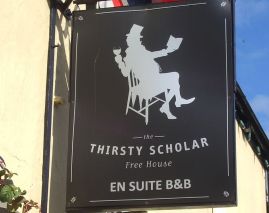 the
THIRSTY SCHOLAR
Free House
EN SUITE B&B